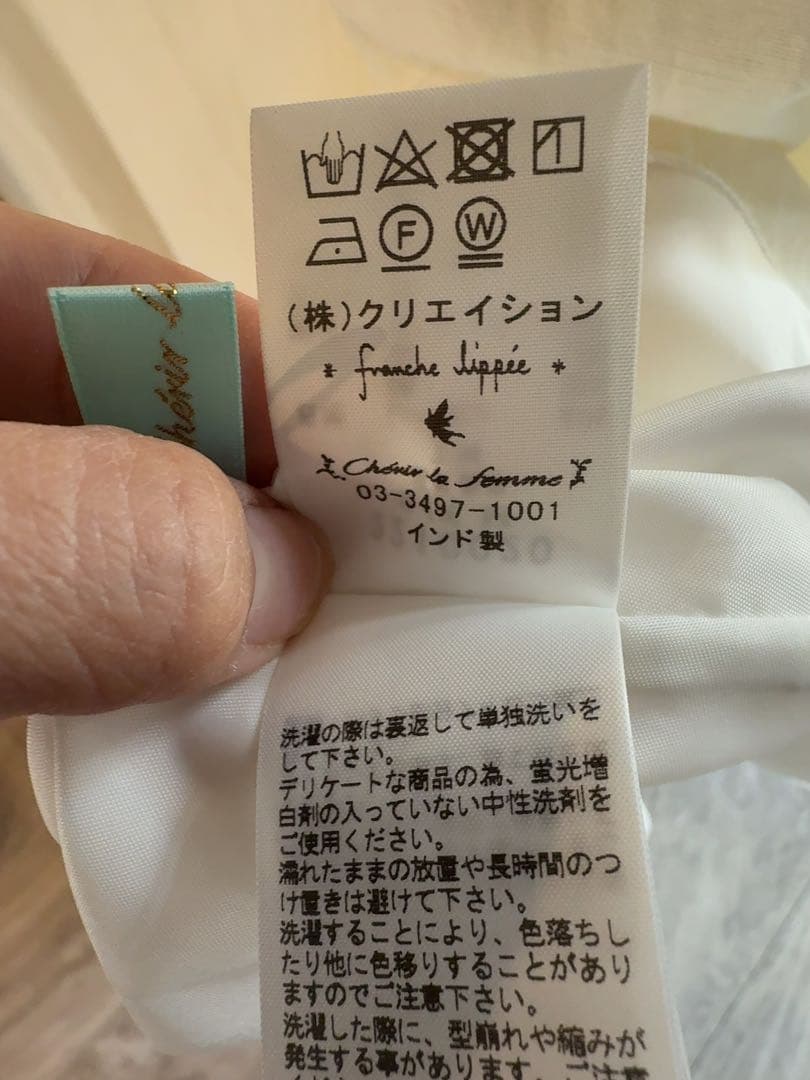 F W
(株)クリエイション
* franche lippée *
Chérir la femme
03-3497-1001
インド製
洗濯の際は裏返して単独洗いを
して下さい。
デリケートな商品の為、蛍光増
白剤の入っていない中性洗剤を
ご使用ください。
濡れたままの放置や長時間のつ
け置きは避けて下さい。
洗濯することにより、色落ちし
たり他に色移りすることがあり
ますのでご注意下さい。
洗濯した際に、型崩れや縮みが
発生する事があります。ご注意